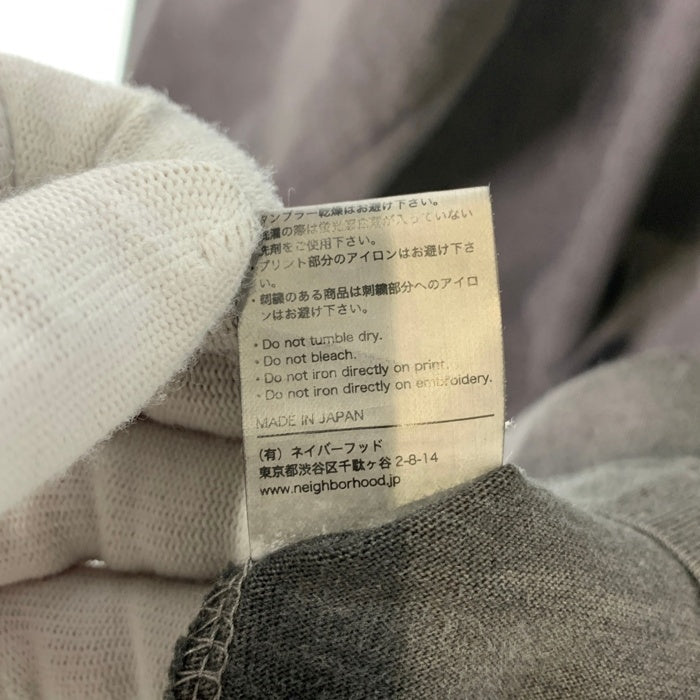 タンブラー乾燥はお避け下さい。
洗濯の際は蛍光増白剤が入っていない
洗剤をご使用下さい。
・プリント部分のアイロンはお避け下さ
い。
・刺繍のある商品は刺繍部分へのアイロ
ンはお避け下さい。
・Do not tumble dry.
・Do not bleach.
・Do not iron directly on print.
・Do not iron directly on embroidery.
MADE IN JAPAN
(有) ネイバーフッド
東京都渋谷区千駄ヶ谷 2-8-14
www.neighborhood.jp